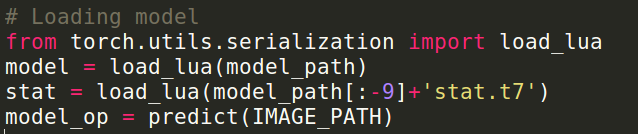 # Loading model
from torch.utils.serialization import load_lua
model = load_lua(model_path)
stat = load_lua(model_path[:-9]+'stat.t7')
model_op = predict(IMAGE_PATH)